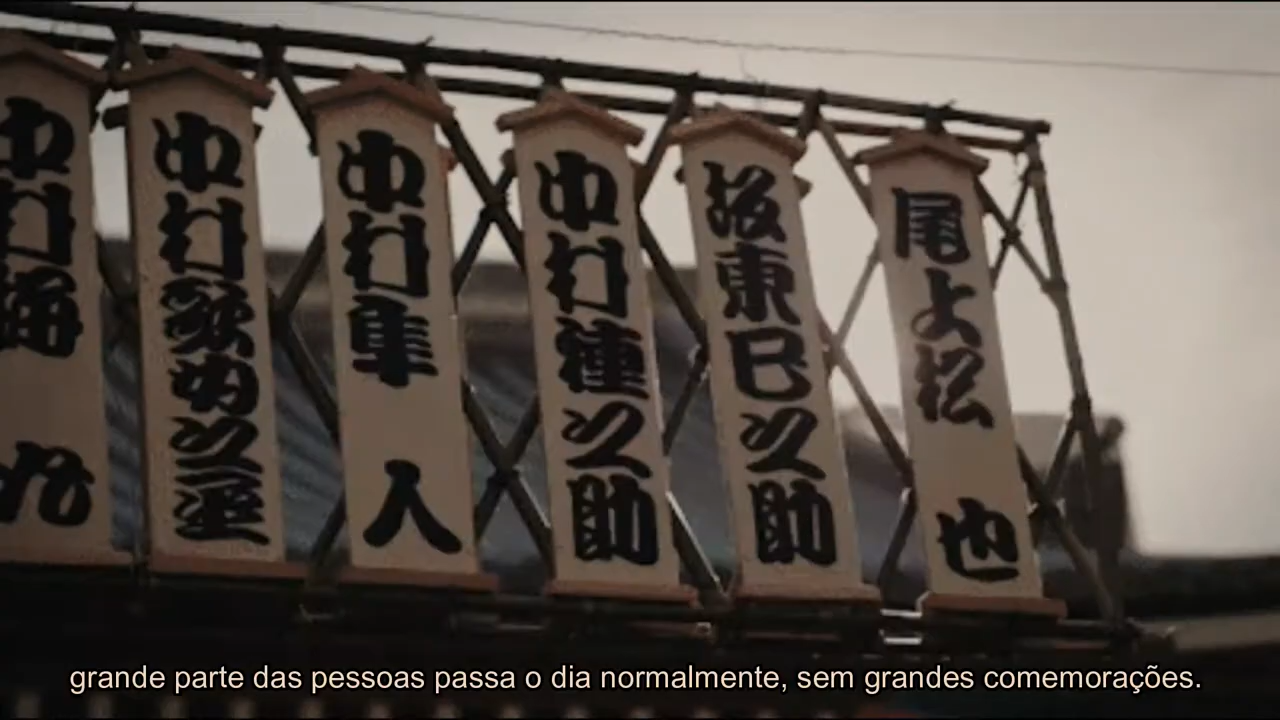 尾上松也
坂東巳之助
中村種之助
中村隼人
中村歌女之丞
中村梅丸
grande parte das pessoas passa o dia normalmente, sem grandes comemorações.